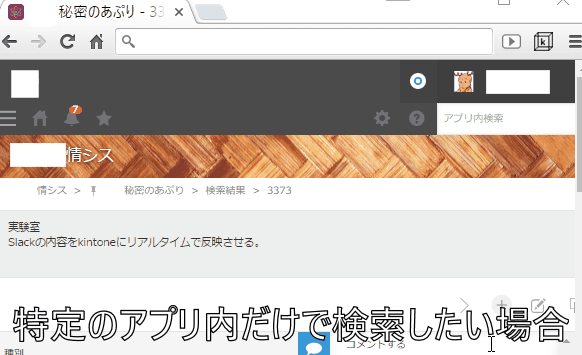 秘密のあぷり - 33
7
アプリ内検索
情シス
情シス > 秘密のあぷり > 検索結果 > 3373
実験室
Slackの内容をkintoneにリアルタイムで反映させる。
特定のアプリ内だけで検索したい場合
種別
コメントする